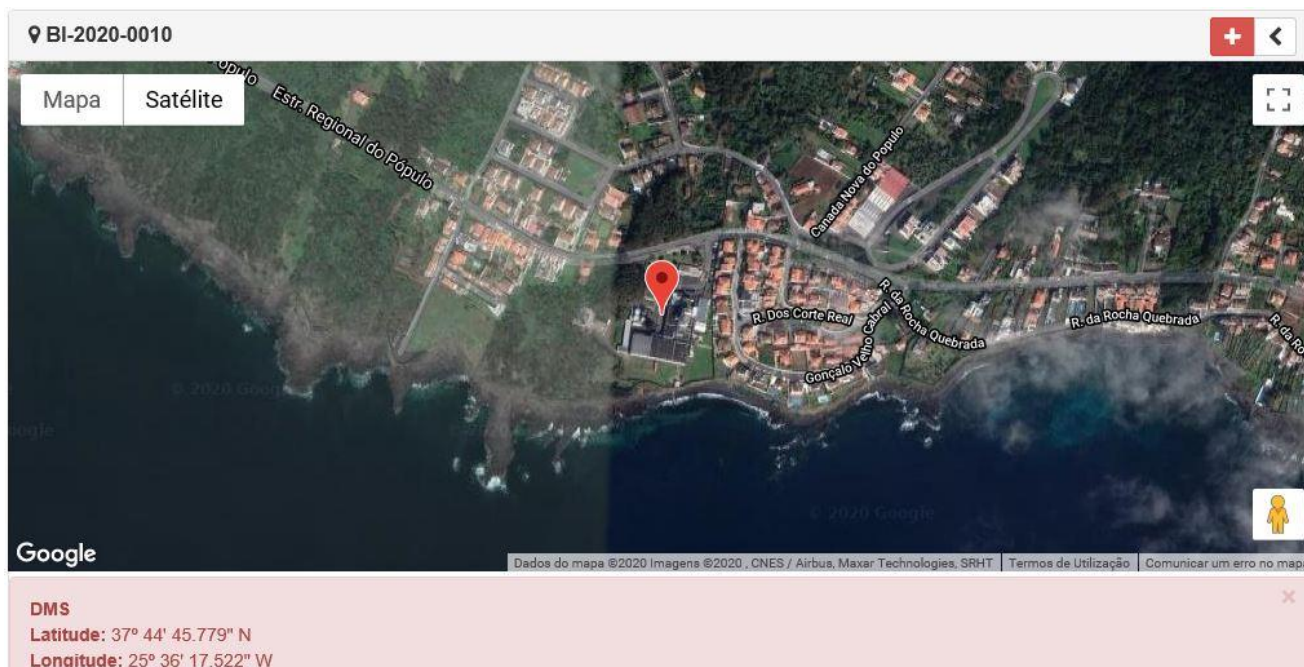 BI-2020-0010
Mapa Satélite
Estr. Regional do Pópulo
Canada Nova do Populo
R. Dos Corte Real
R. da Rocha Quebrada
R. da Rocha Quebrada
Gonçalo Velho Cabral
© 2020 Google
© 2020 Google
Google
Dados do mapa ©2020 Imagens ©2020 , CNES / Airbus, Maxar Technologies, SRHT Termos de Utilização Comunicar um erro no mapa
DMS
Latitude: 37º 44' 45.779" N
Longitude: 25º 36' 17.522" W